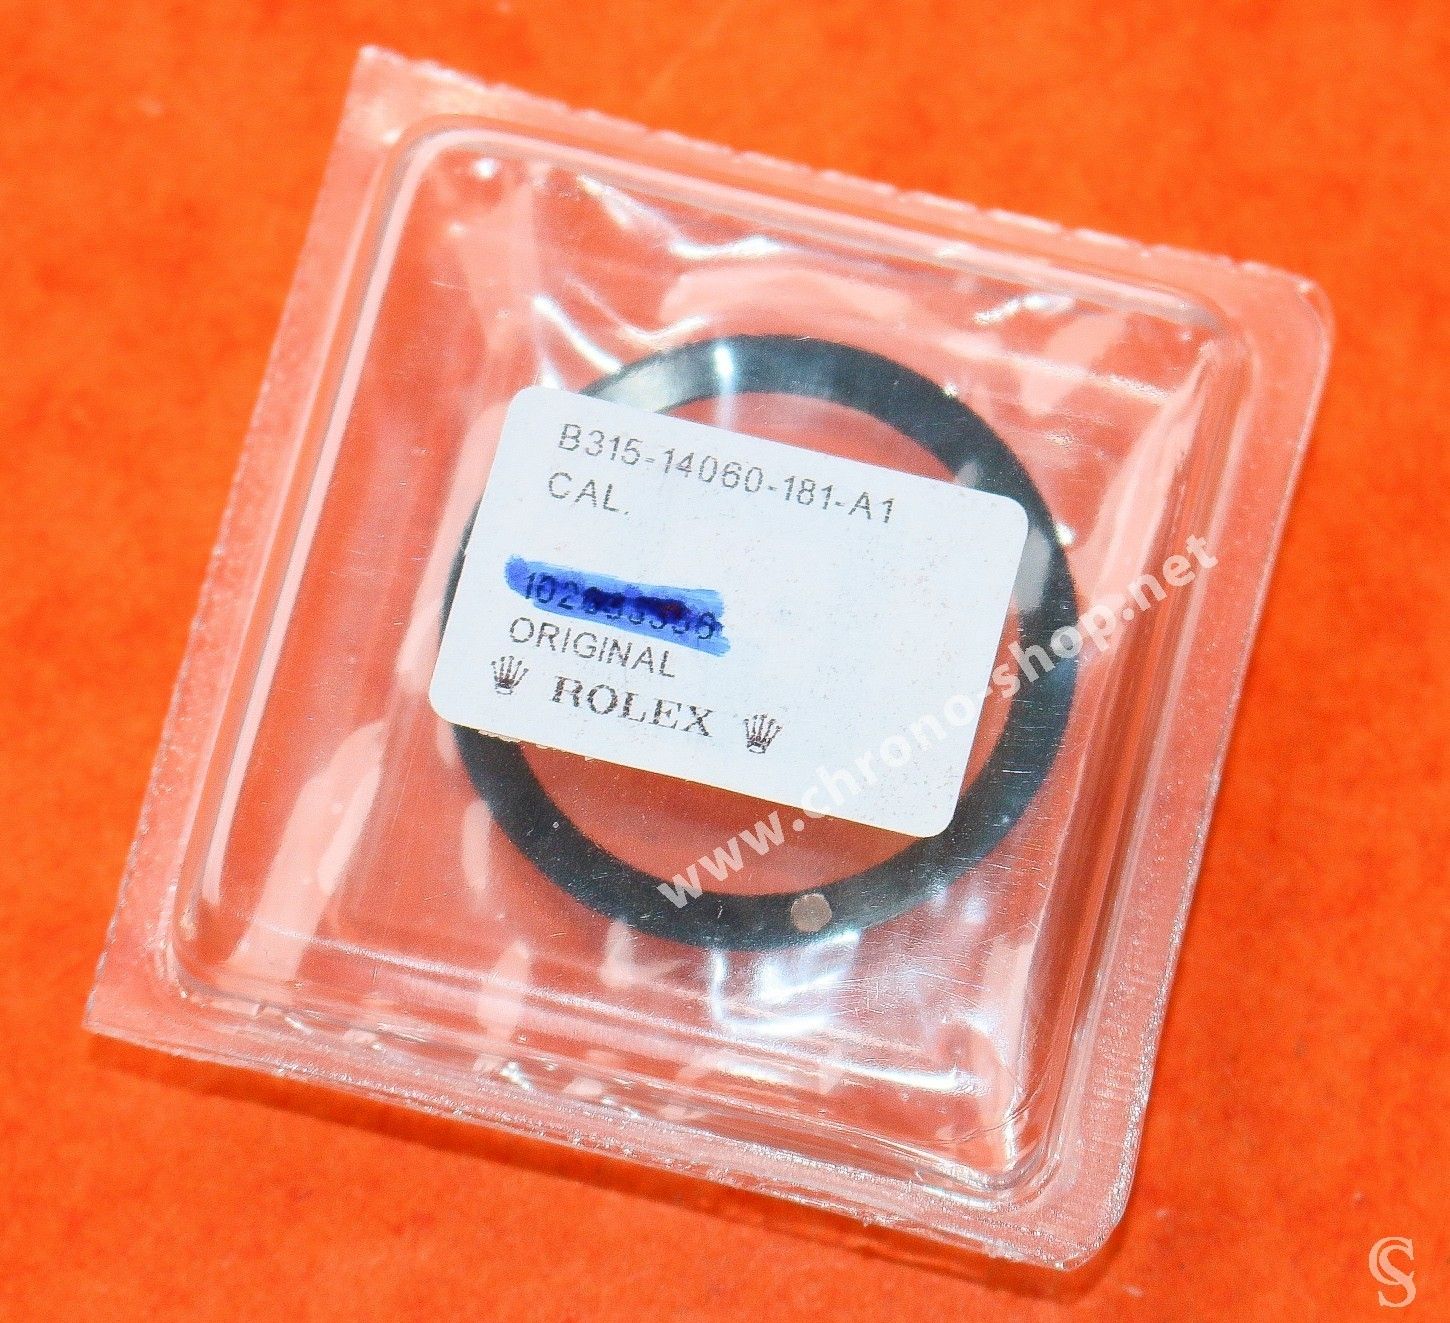 B315-14060-181-A1
CAL.
ORIGINAL
ROLEX
www.chrono-shop.net